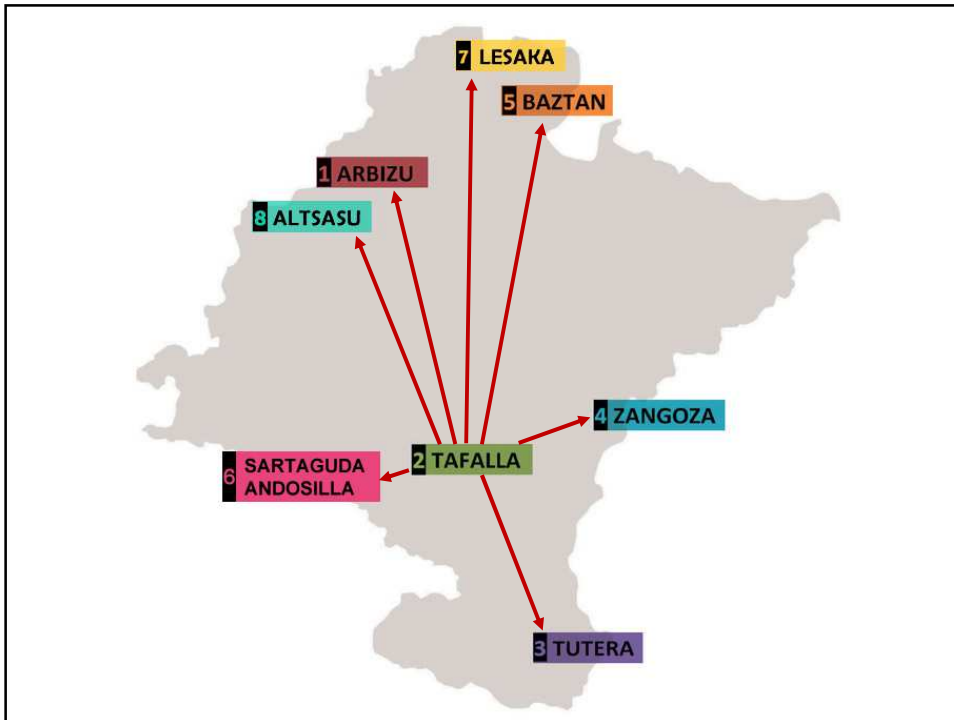 7 LESAKA
5 BAZTAN
1 ARBIZU
8 ALTSASU
4 ZANGOZA
2 TAFALLA
6 SARTAGUDA
ANDOSILLA
3 TUTERA